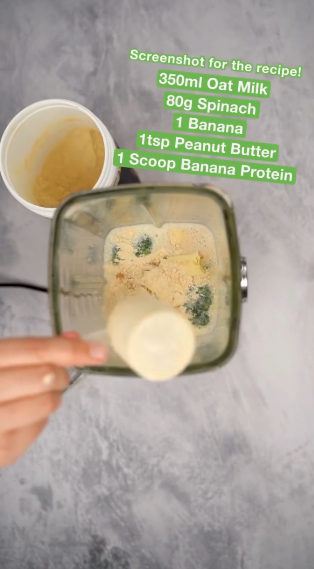 Screenshot for the recipe!
350ml Oat Milk
80g Spinach
1 Banana
1tsp Peanut Butter
1 Scoop Banana Protein